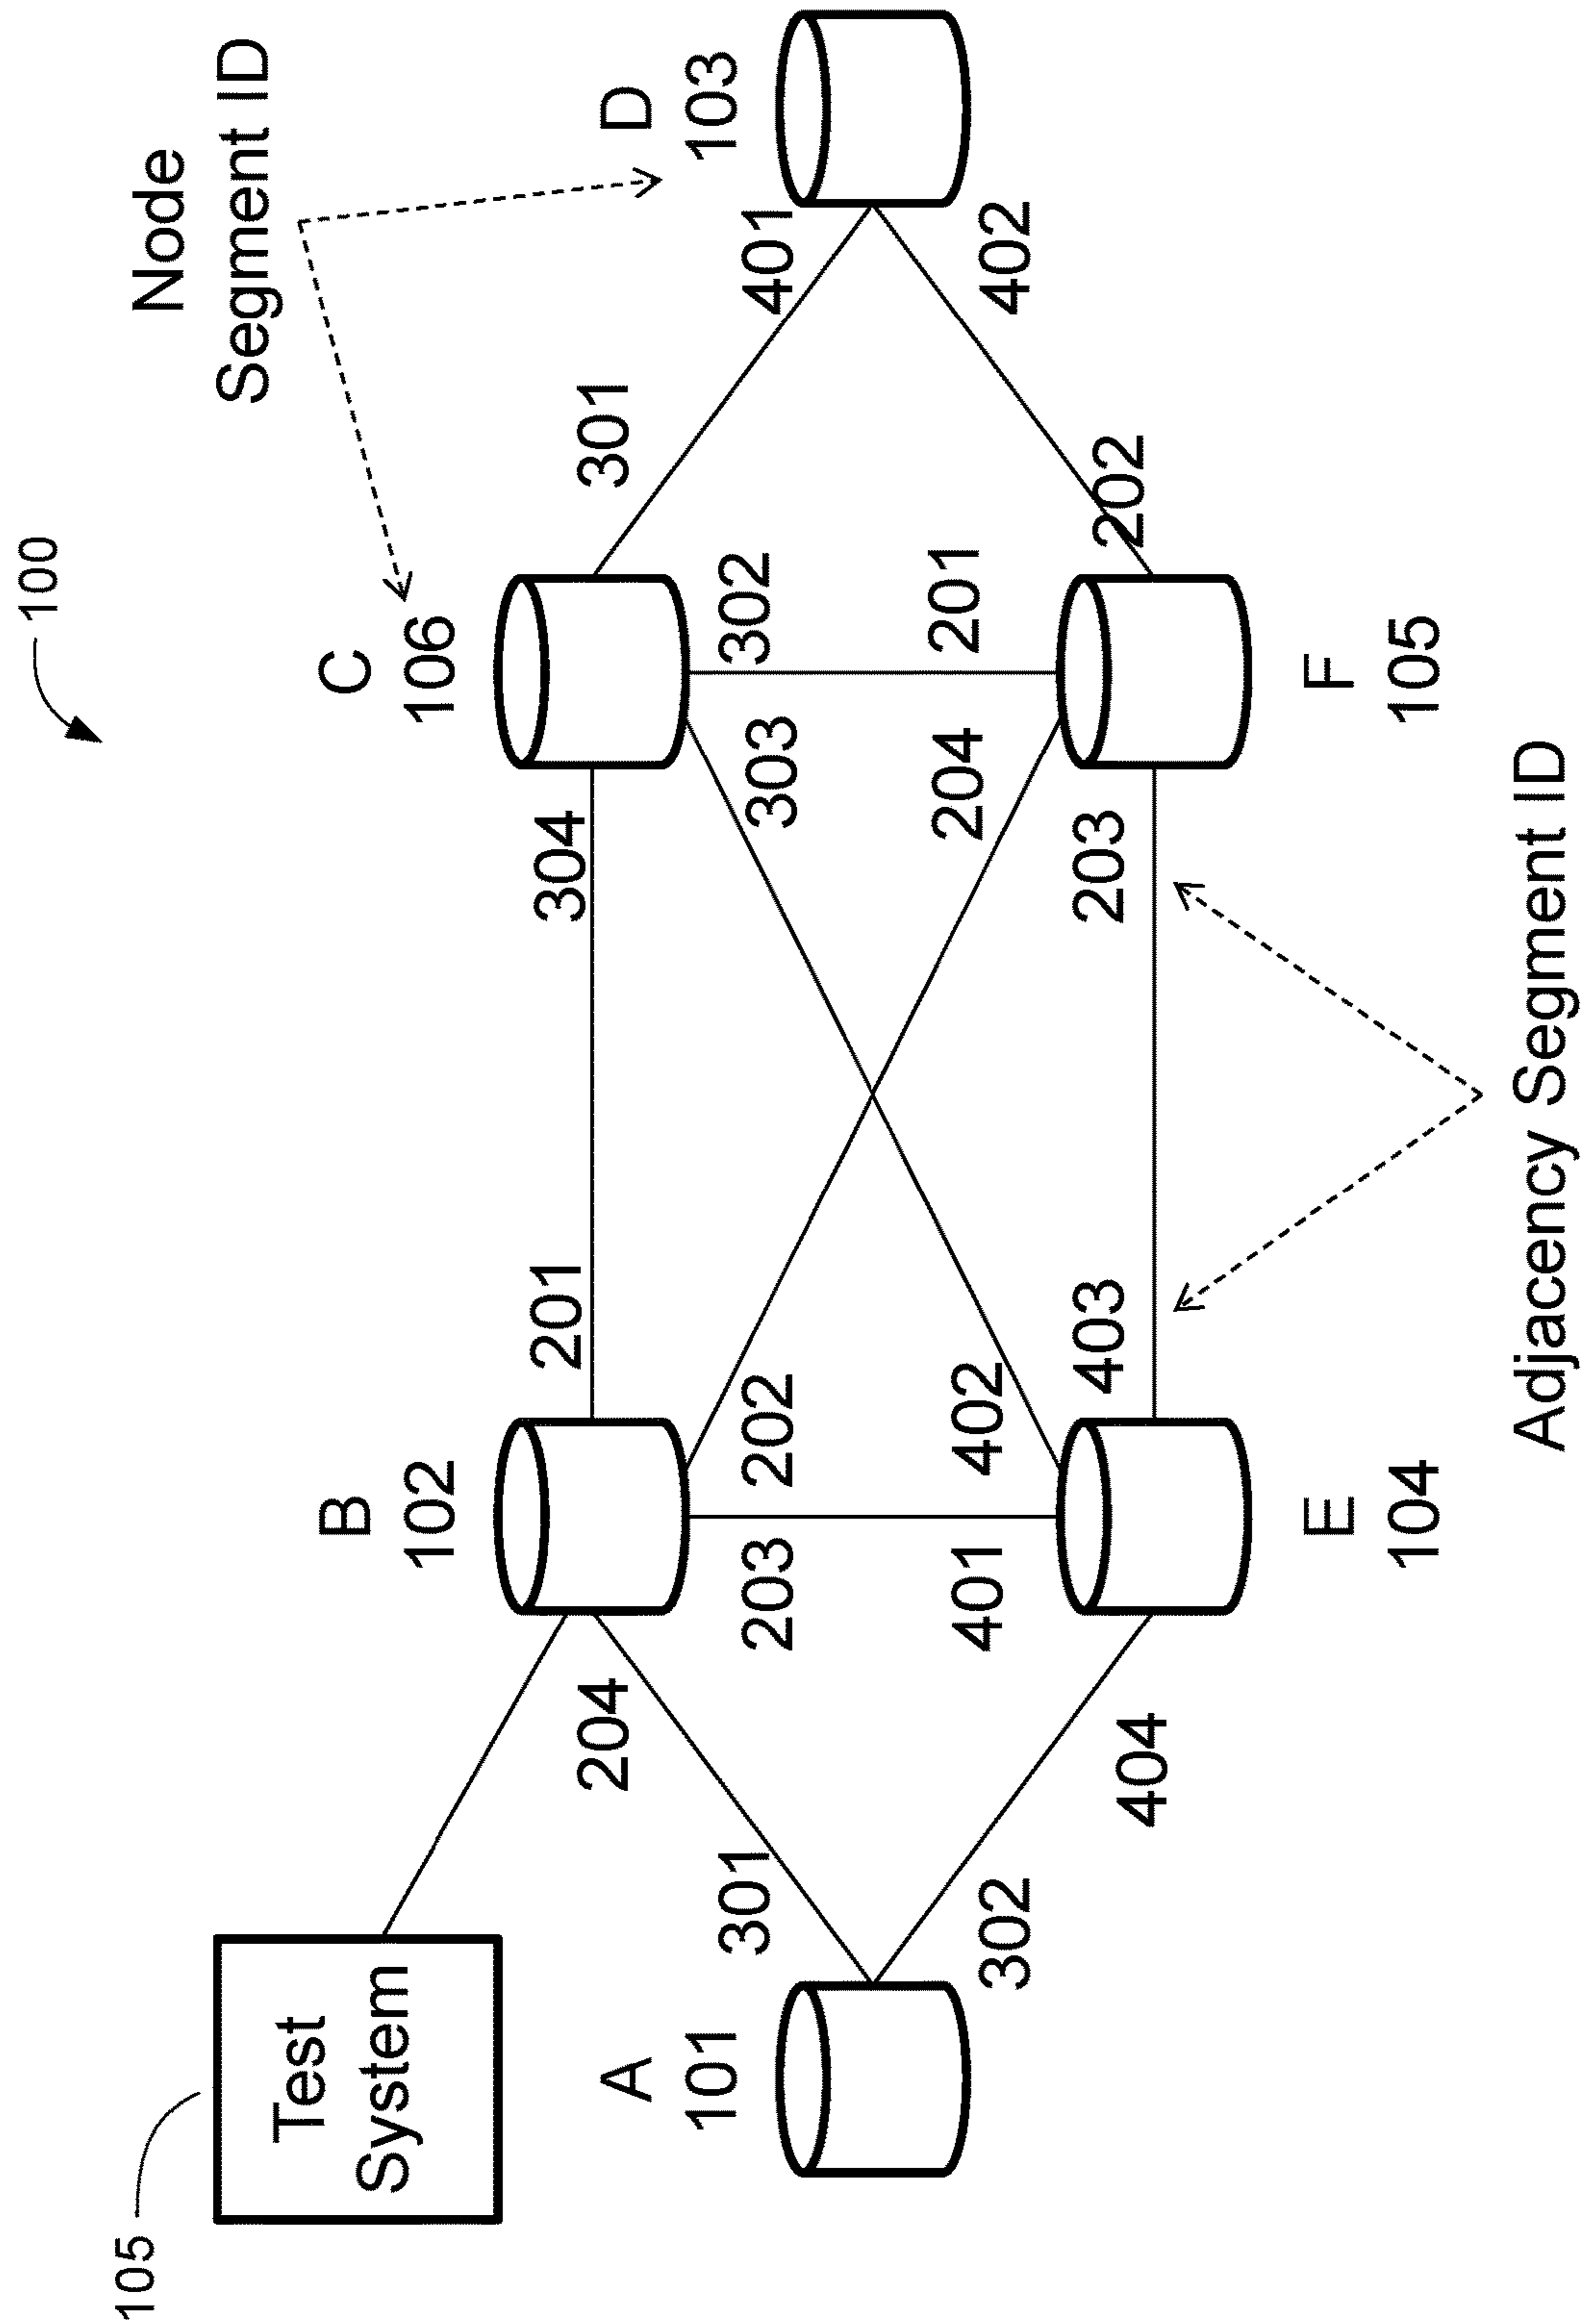 100
105
Node
Segment ID
Test
System
B
102
C
106
201
304
204
301
A
101
D
103
301
203
202
303
302
401
401
402
204
201
302
402
403
203
202
404
E
104
F
105
Adjacency Segment ID